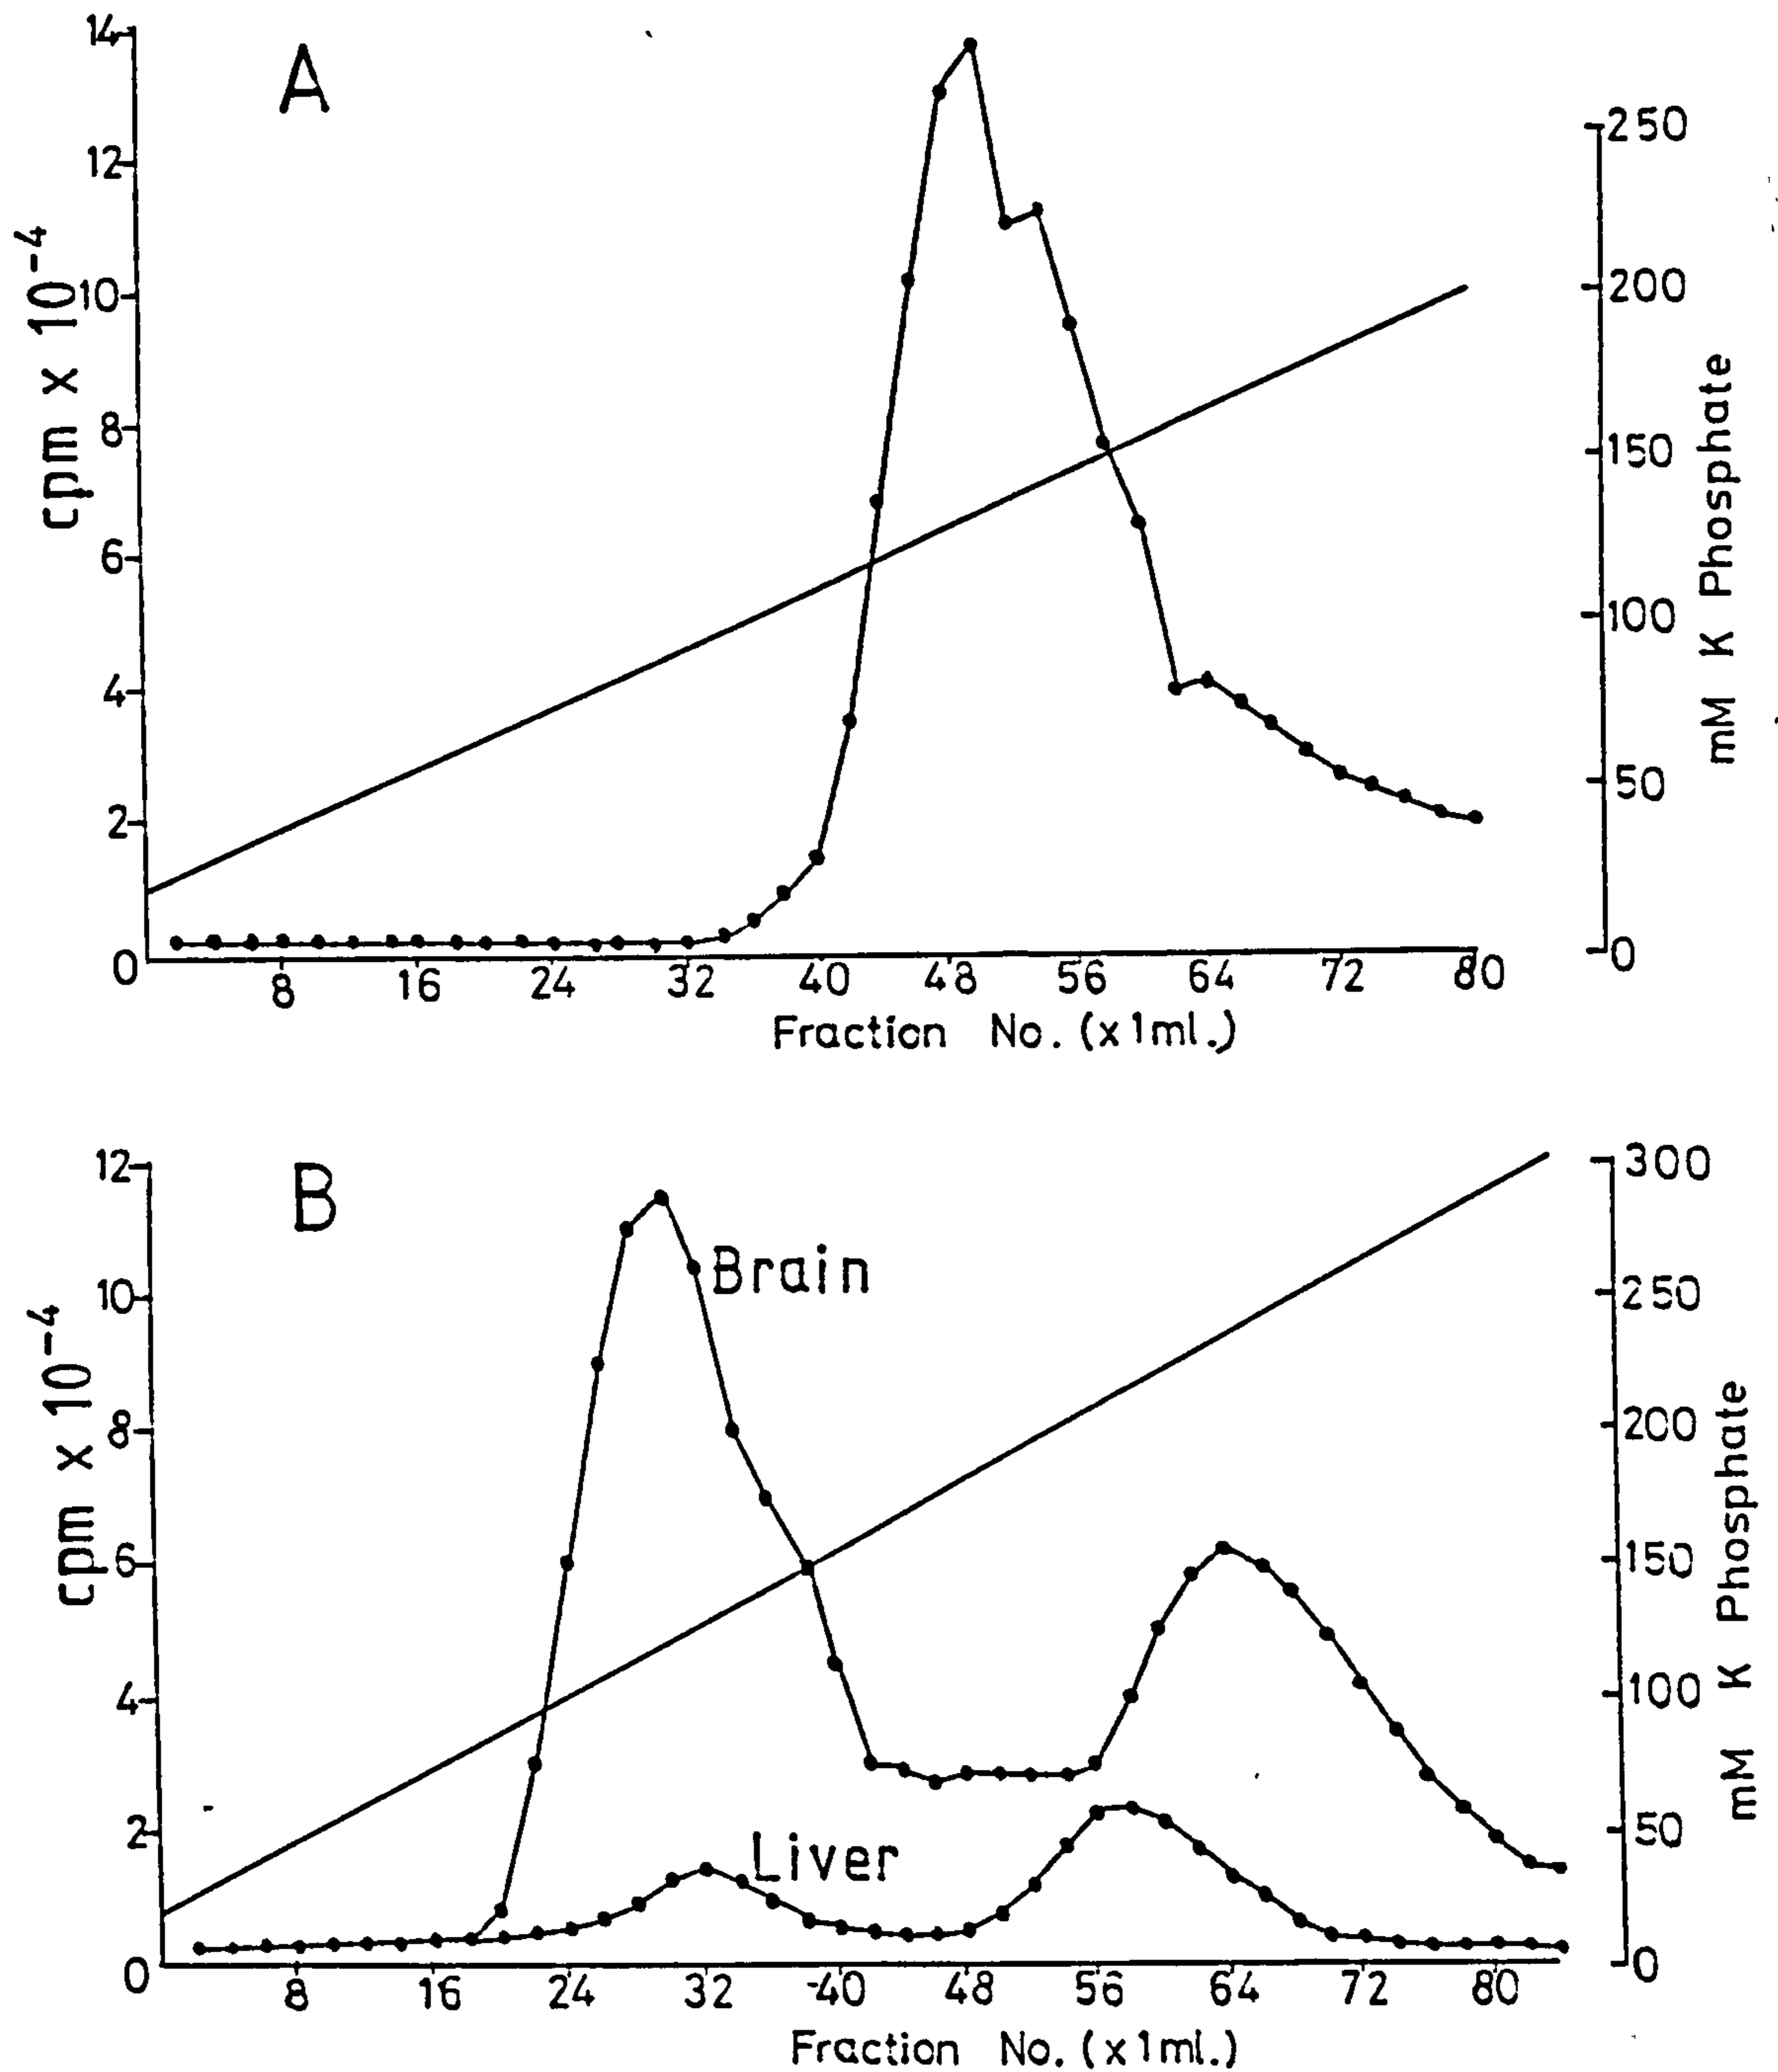 A
cpm x 10-4
14
12
10
8
6
4
2
0
8 16 24 32 40 48 56 64 72 80
Fraction No. (x1ml.)
250
200
150
100
50
0
mM K Phosphate
B
Brain
Liver
cpm x 10-4
12
10
8
6
4
2
0
8 16 24 32 40 48 56 64 72 80
Fraction No. (x1ml.)
300
250
200
150
100
50
0
mM K Phosphate